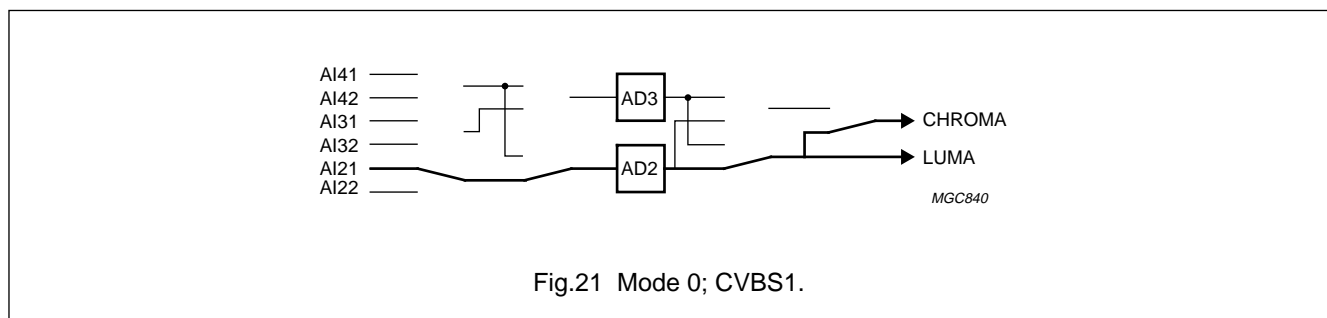 AI41
AI42
AI31
AI32
AI21
AI22
AD3
AD2
CHROMA
LUMA
MGC840
Fig.21 Mode 0; CVBS1.